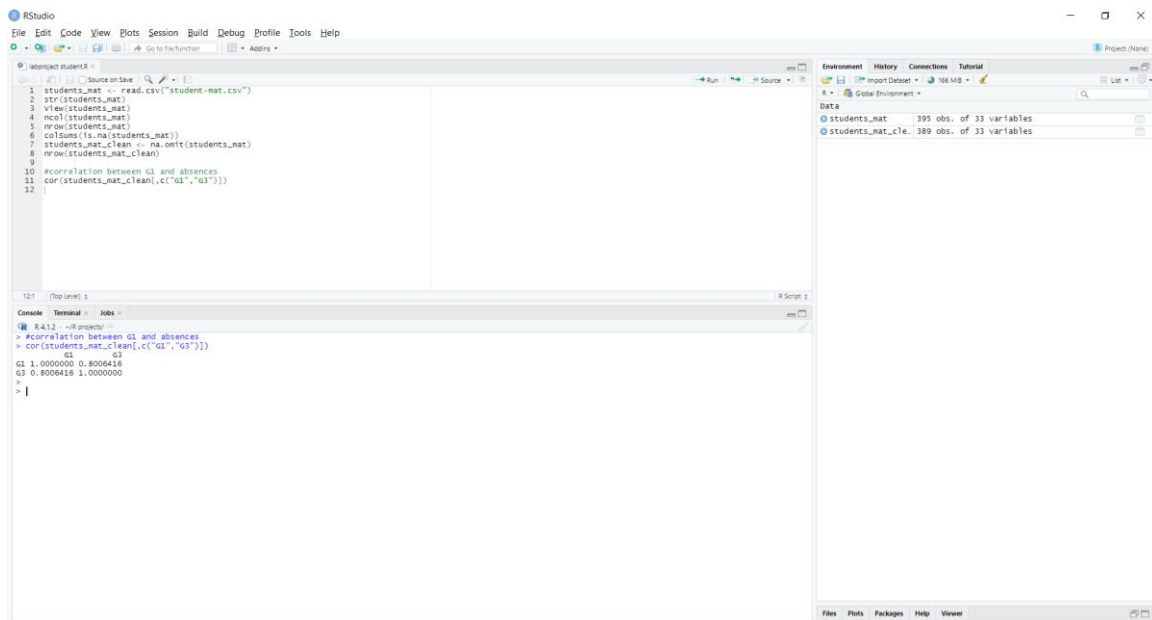 RStudio
File Edit Code View Plots Session Build Debug Profile Tools Help
Go to file/function Addins
Project: (None)
labproject student.R
Source on Save Run Source
1 students_mat <- read.csv("student-mat.csv")
2 str(students_mat)
3 View(students_mat)
4 ncol(students_mat)
5 nrow(students_mat)
6 colSums(is.na(students_mat))
7 students_mat_clean <- na.omit(students_mat)
8 nrow(students_mat_clean)
9
10 #correlation between G1 and absences
11 cor(students_mat_clean[,c("G1","G3")])
12
12:1 (Top Level) R Script
Console Terminal Jobs
R 4.1.2 · ~/R projects/
> #correlation between G1 and absences
> cor(students_mat_clean[,c("G1","G3")])
G1 G3
G1 1.0000000 0.8006416
G3 0.8006416 1.0000000
>
>
Environment History Connections Tutorial
Import Dataset 166 MiB List
R Global Environment
Data
students_mat 395 obs. of 33 variables
students_mat_cle… 389 obs. of 33 variables
Files Plots Packages Help Viewer